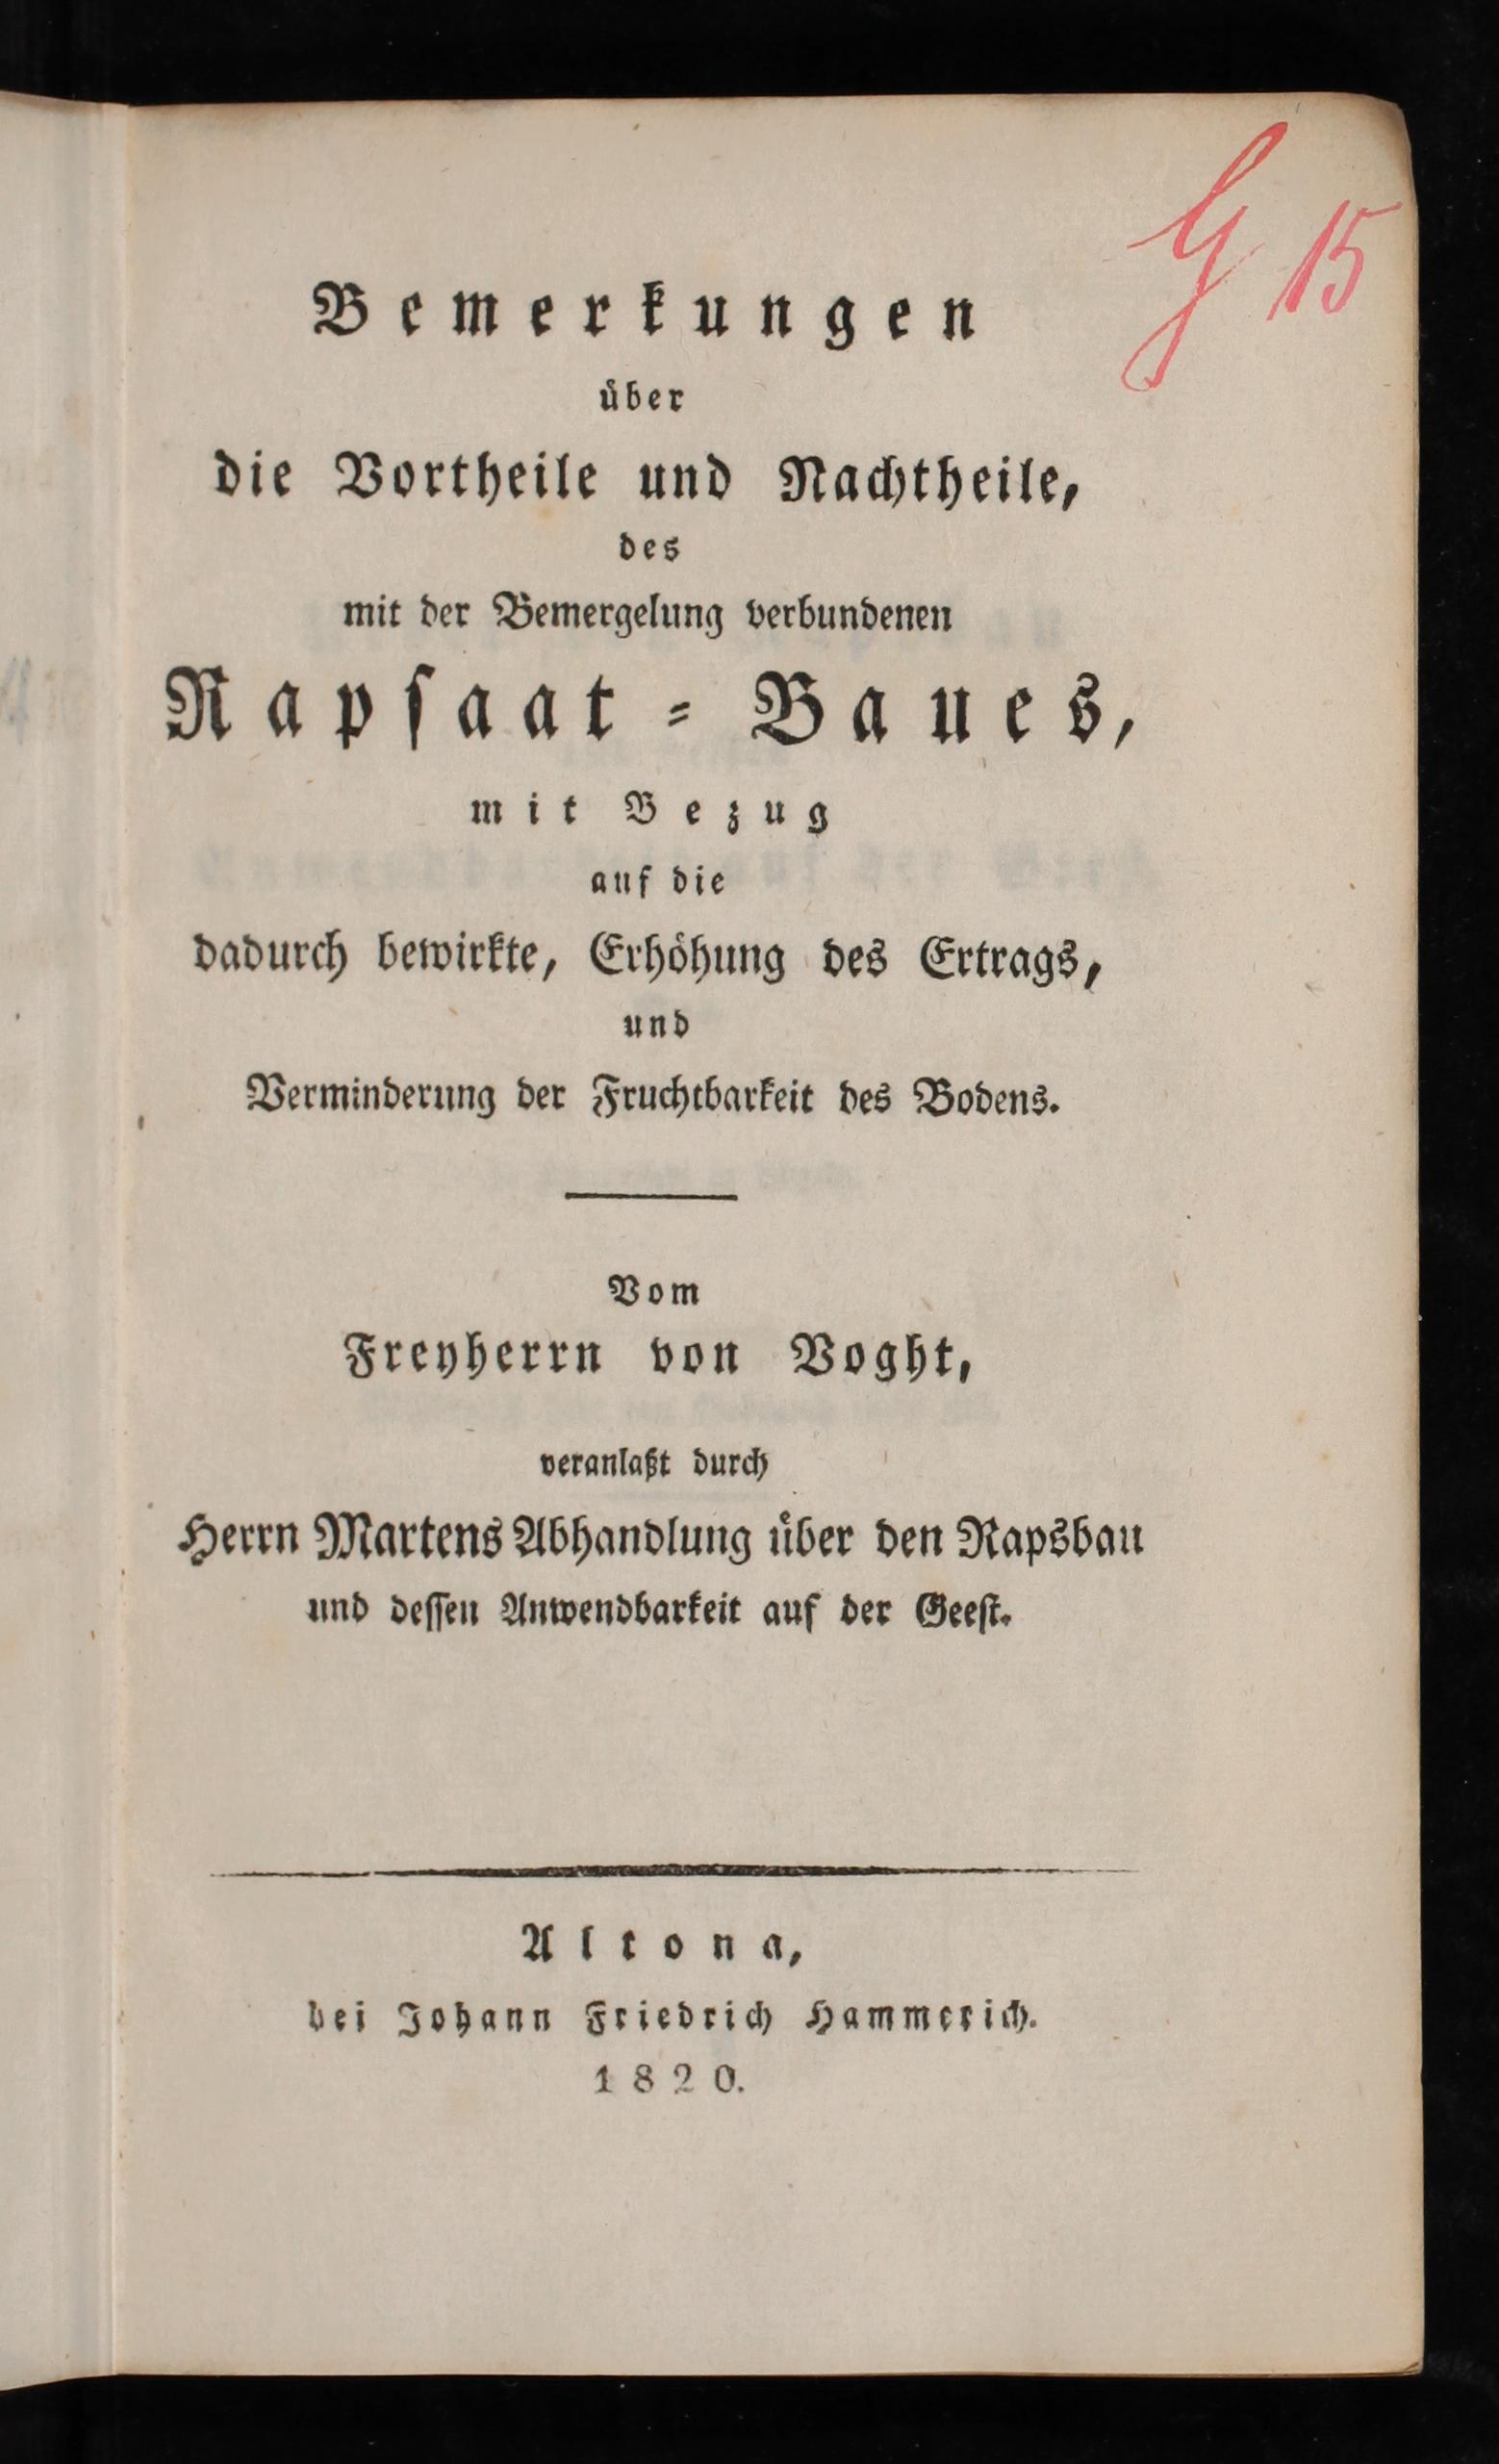 G 15
Bemerkungen
über
die Vortheile und Nachtheile,
des
mit der Bemergelung verbundenen
Rapſaat-Baues,
mit Bezug
auf die
dadurch bewirkte, Erhöhung des Ertrags,
und
Verminderung der Fruchtbarkeit des Bodens.
Vom
Freyherrn von Voght,
veranlaßt durch
Herrn Martens Abhandlung über den Rapsbau
und deſſen Anwendbarkeit auf der Geeſt.
Altona,
bei Johann Friedrich Hammerich.
1820.